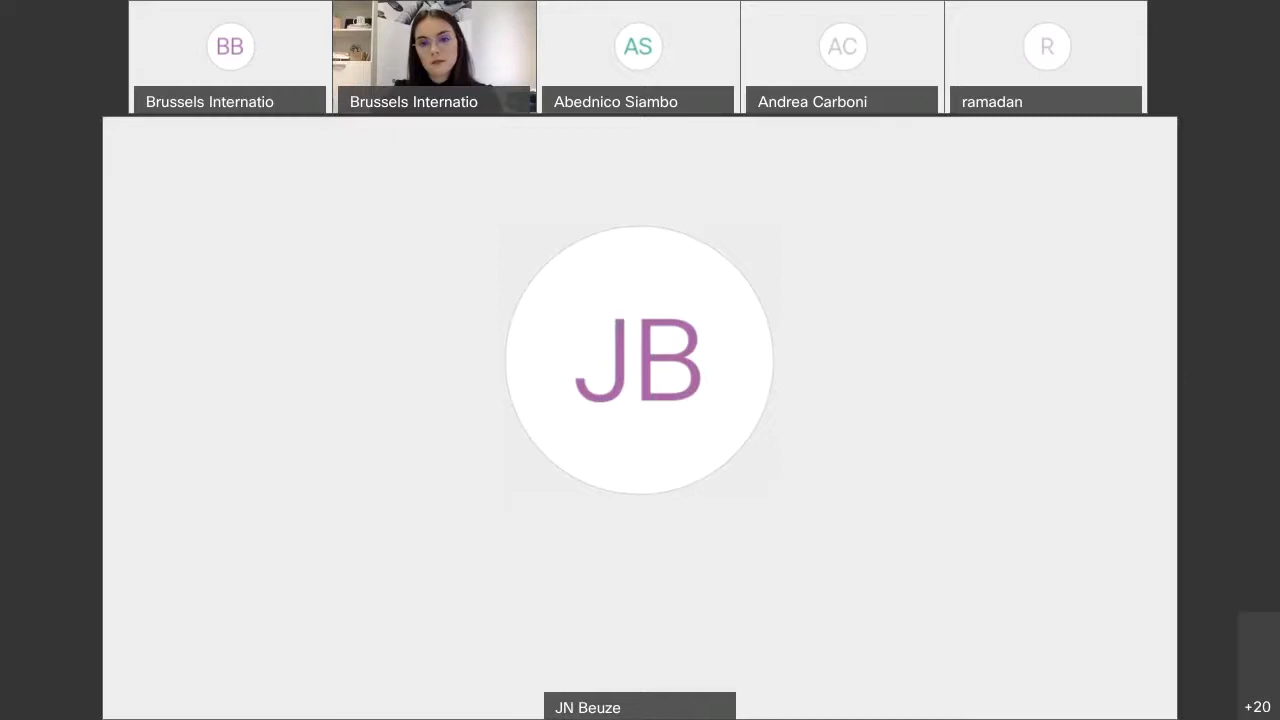 BB
Brussels Internatio
Brussels Internatio
AS
Abednico Siambo
AC
Andrea Carboni
R
ramadan
JB
JN Beuze
+20